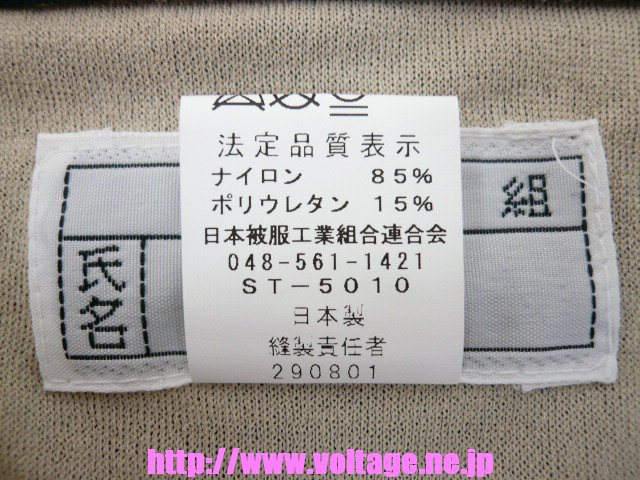 法定品質表示
ナイロン 85%
ポリウレタン 15%
日本被服工業組合連合会
048-561-1421
ST-5010
日本製
縫製責任者
290801
組
氏名
http://www.voltage.ne.jp